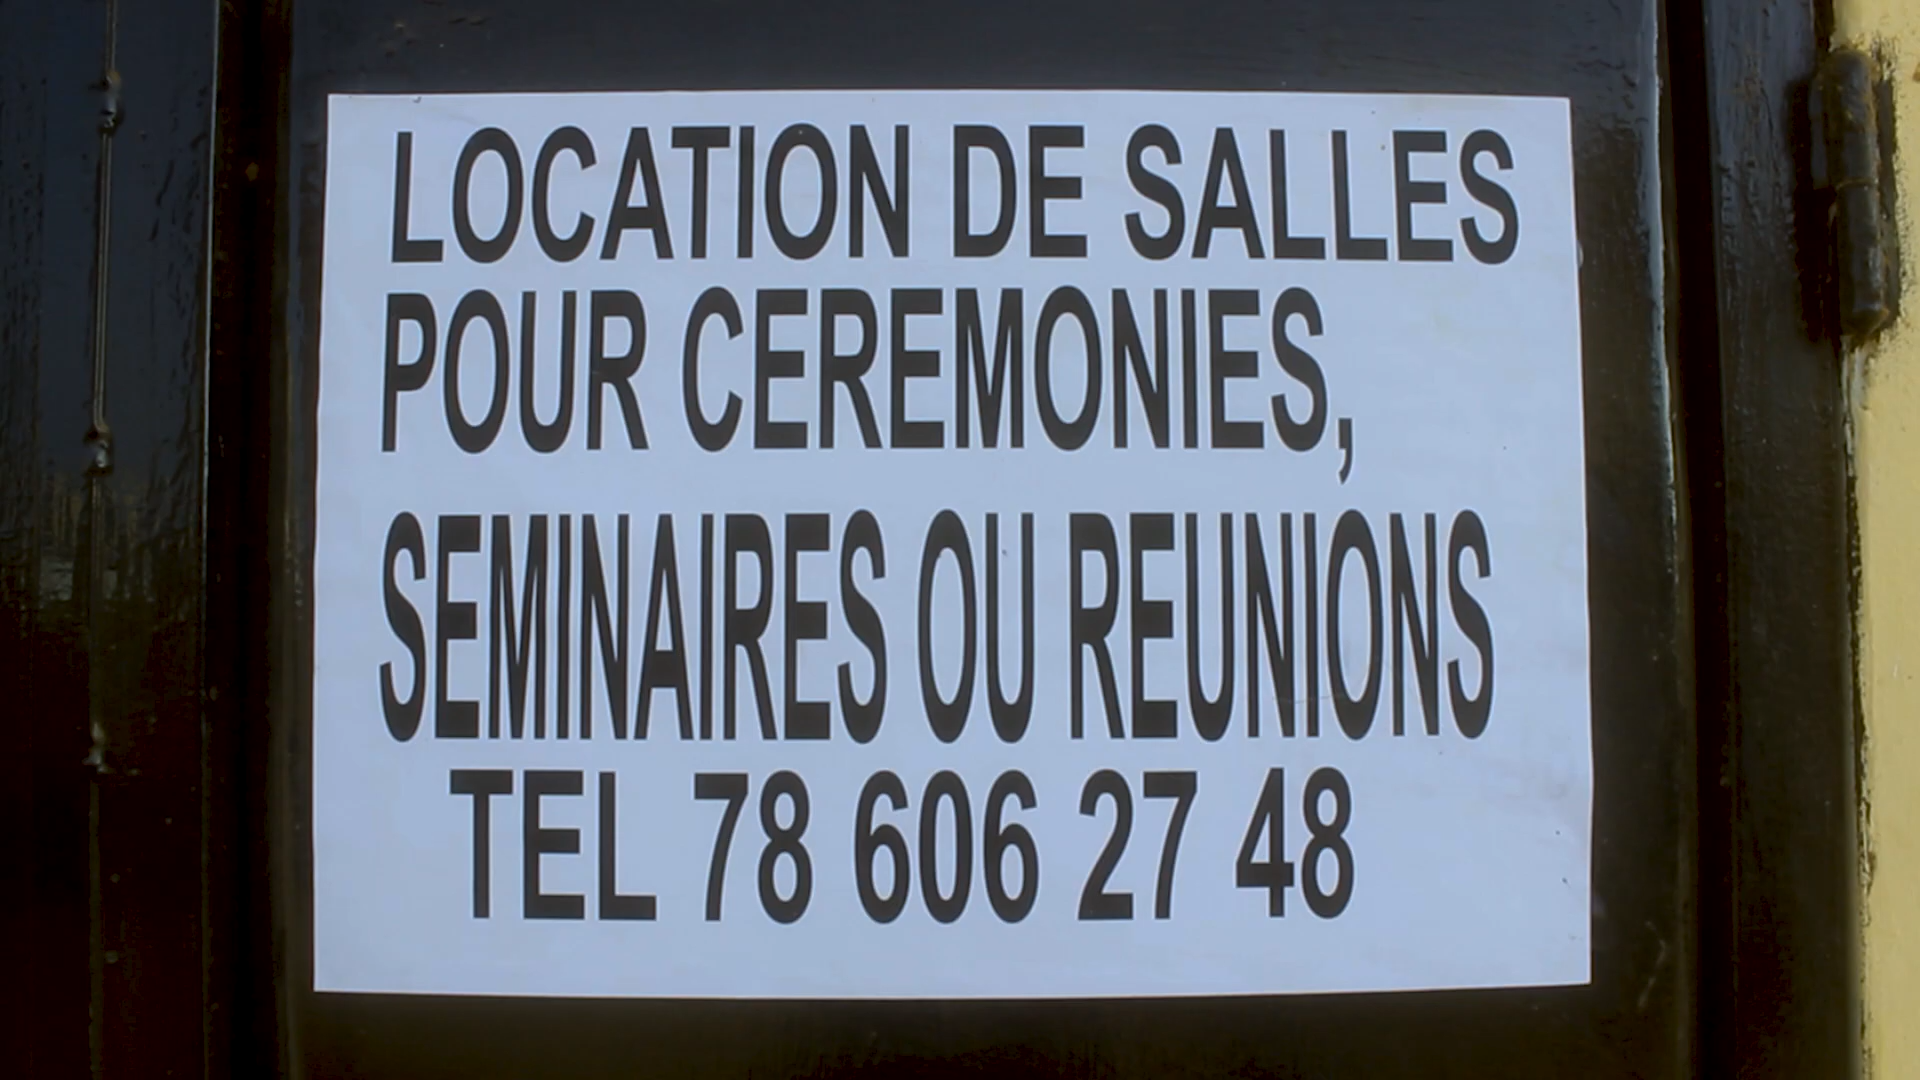 LOCATION DE SALLES
POUR CEREMONIES,
SEMINAIRES OU REUNIONS
TEL 78 606 27 48